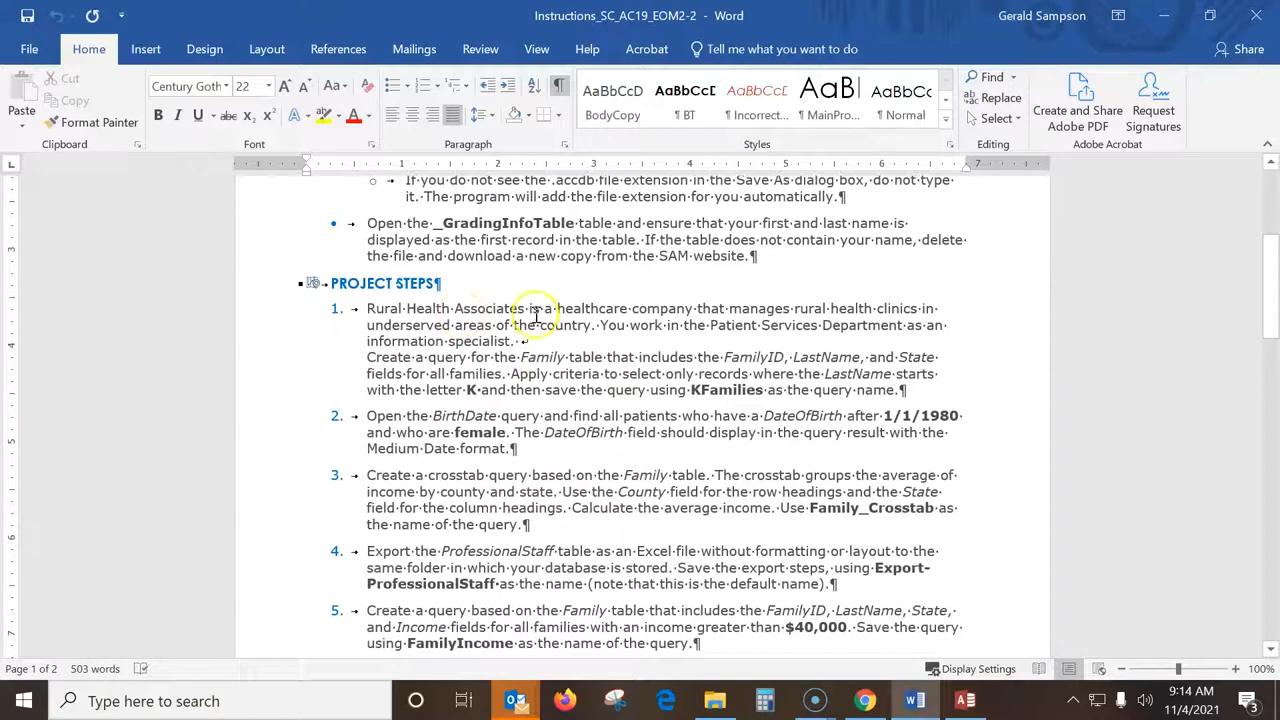 Instructions_SC_AC19_EOM2-2 - Word
Gerald Sampson
File Home Insert Design Layout References Mailings Review View Help Acrobat Tell me what you want to do Share
Cut
Copy
Format Painter
Paste
Clipboard
Century Goth 22
Font
Paragraph
AaBbCcD AaBbCcDc AaBbCcD AaBl AaBbCcD
BodyCopy ¶ BT ¶ Incorrect... ¶ MainPro... ¶ Normal
Styles
Find
Replace
Select
Editing
Create and Share
Adobe PDF
Request
Signatures
Adobe Acrobat
If you do not see the .accdb file extension in the Save As dialog box, do not type
it. The program will add the file extension for you automatically.¶
Open the _GradingInfoTable table and ensure that your first and last name is
displayed as the first record in the table. If the table does not contain your name, delete
the file and download a new copy from the SAM website.¶
PROJECT STEPS¶
1. Rural Health Associates is a healthcare company that manages rural health clinics in
underserved areas of the country. You work in the Patient Services Department as an
information specialist.
Create a query for the Family table that includes the FamilyID, LastName, and State
fields for all families. Apply criteria to select only records where the LastName starts
with the letter K and then save the query using KFamilies as the query name.¶
2. Open the BirthDate query and find all patients who have a DateOfBirth after 1/1/1980
and who are female. The DateOfBirth field should display in the query result with the
Medium Date format.¶
3. Create a crosstab query based on the Family table. The crosstab groups the average of
income by county and state. Use the County field for the row headings and the State
field for the column headings. Calculate the average income. Use Family_Crosstab as
the name of the query.¶
4. Export the ProfessionalStaff table as an Excel file without formatting or layout to the
same folder in which your database is stored. Save the export steps, using Export-
ProfessionalStaff as the name (note that this is the default name).¶
5. Create a query based on the Family table that includes the FamilyID, LastName, State,
and Income fields for all families with an income greater than $40,000. Save the query
using FamilyIncome as the name of the query.¶
Page 1 of 2 503 words Display Settings 100%
Type here to search
9:14 AM
11/4/2021